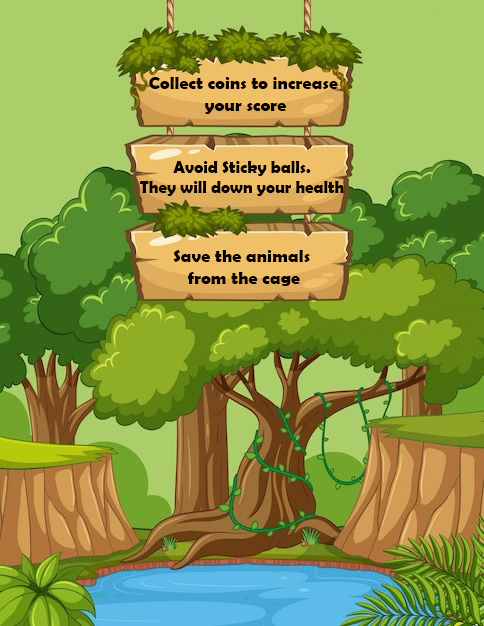 Collect coins to increase
your score
Avoid Sticky balls.
They will down your health
Save the animals
from the cage